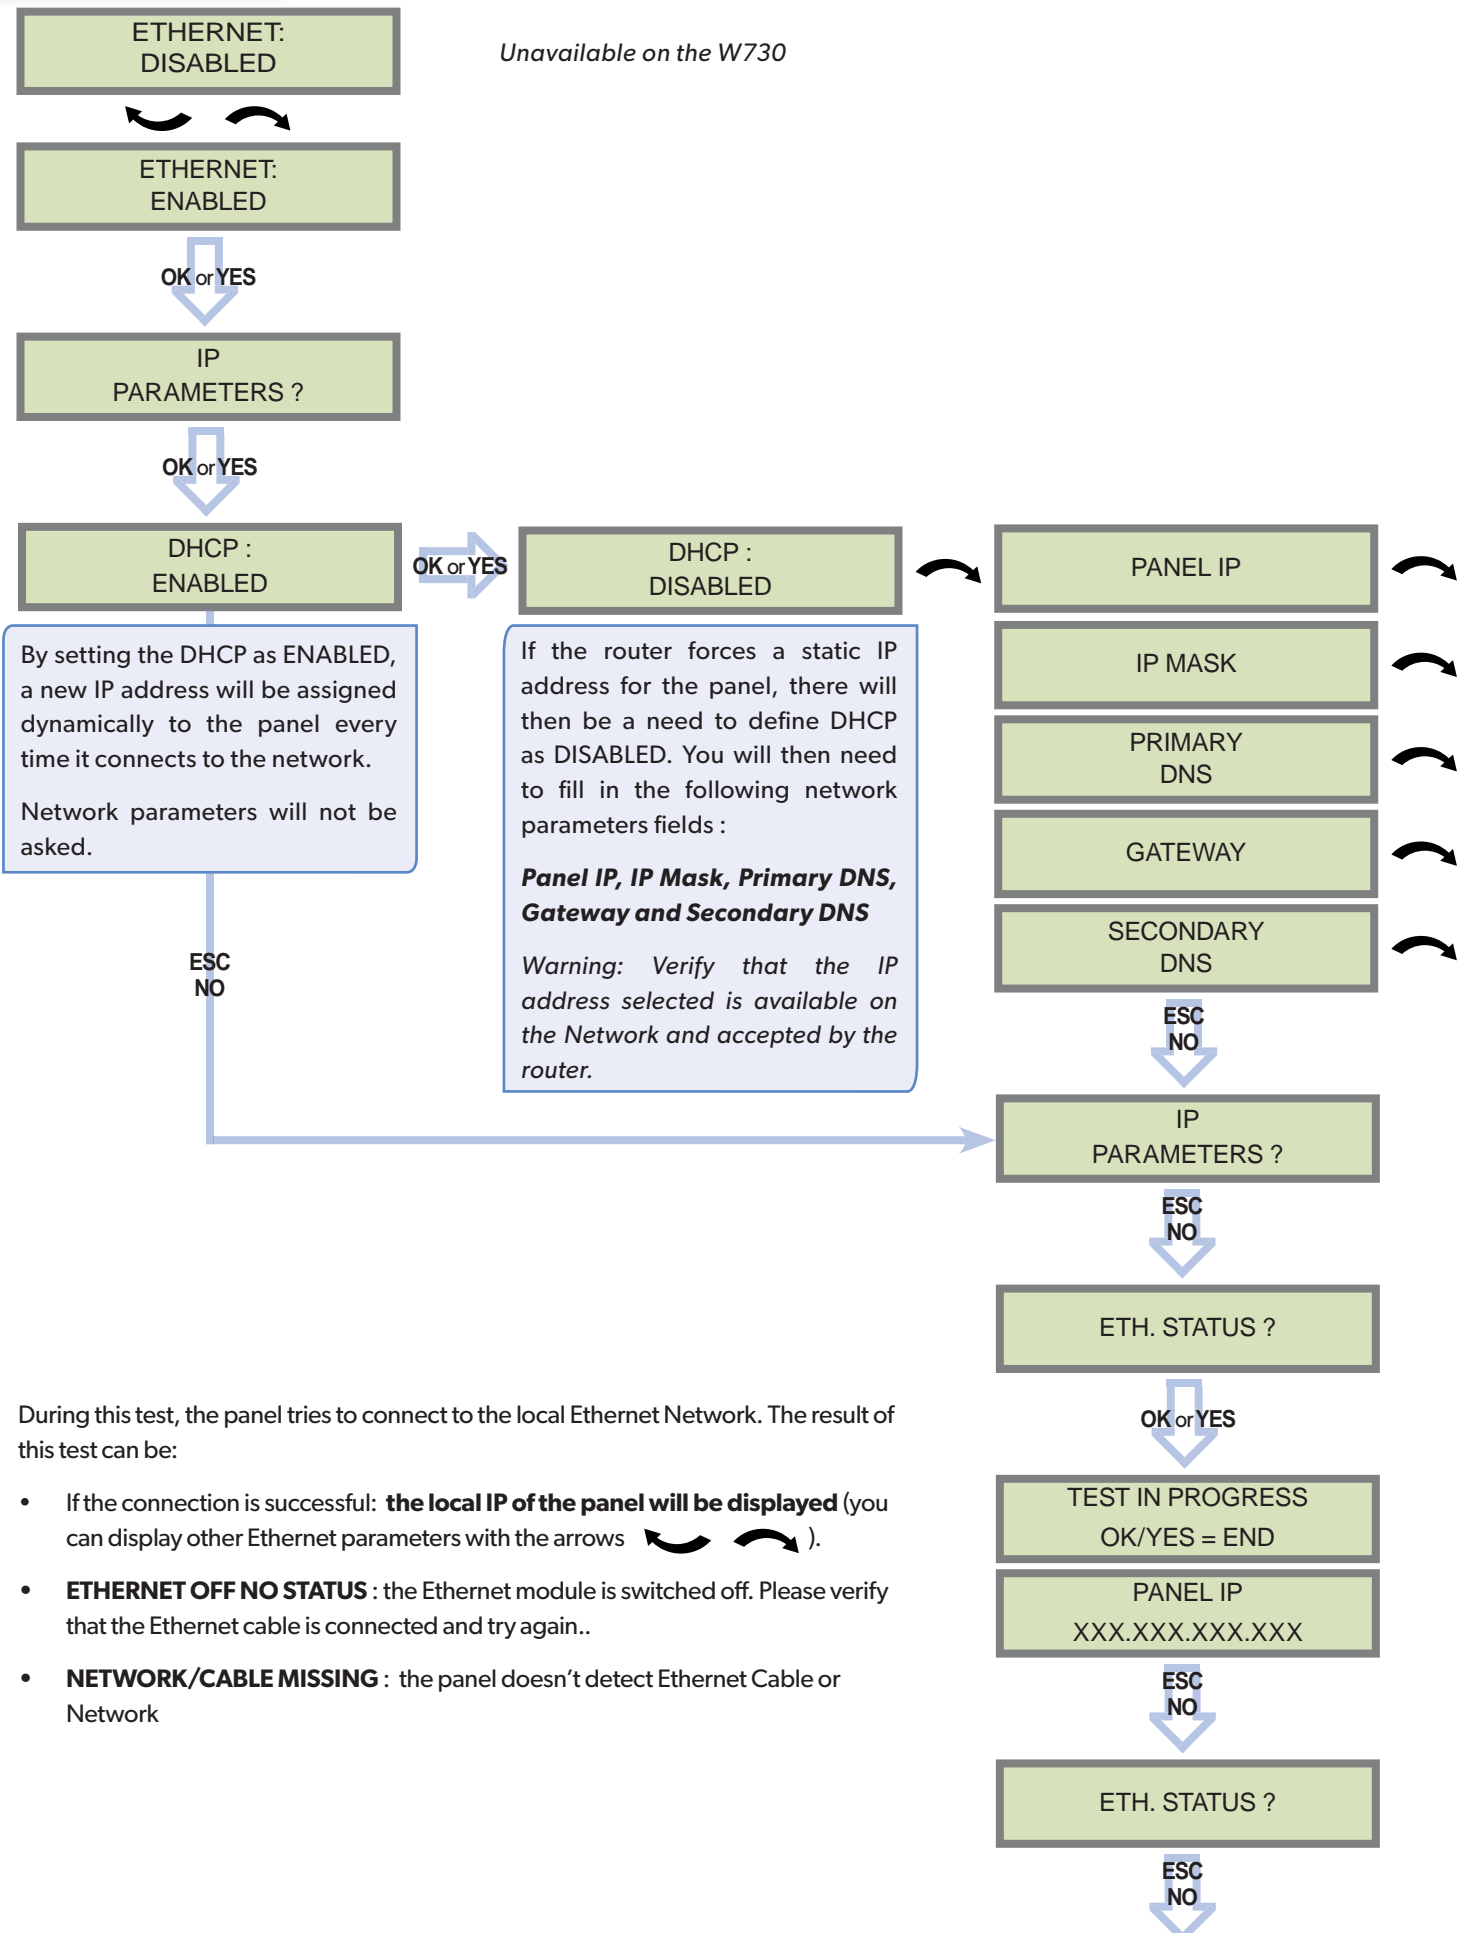 ETHERNET:
DISABLED
Unavailable on the W730
ETHERNET:
ENABLED
OK or YES
IP
PARAMETERS ?
OK or YES
DHCP :
ENABLED
OK or YES
DHCP :
DISABLED
PANEL IP
By setting the DHCP as ENABLED,
a new IP address will be assigned
dynamically to the panel every
time it connects to the network.
Network parameters will not be
asked.
If the router forces a static IP
address for the panel, there will
then be a need to define DHCP
as DISABLED. You will then need
to fill in the following network
parameters fields :
Panel IP, IP Mask, Primary DNS,
Gateway and Secondary DNS
Warning: Verify that the IP
address selected is available on
the Network and accepted by the
router.
IP MASK
PRIMARY
DNS
GATEWAY
SECONDARY
DNS
ESC
NO
ESC
NO
IP
PARAMETERS ?
ESC
NO
ETH. STATUS ?
OK or YES
During this test, the panel tries to connect to the local Ethernet Network. The result of
this test can be:
• If the connection is successful: the local IP of the panel will be displayed (you
can display other Ethernet parameters with the arrows ).
• ETHERNET OFF NO STATUS : the Ethernet module is switched off. Please verify
that the Ethernet cable is connected and try again..
• NETWORK/CABLE MISSING : the panel doesn't detect Ethernet Cable or
Network
TEST IN PROGRESS
OK/YES = END
PANEL IP
XXX.XXX.XXX.XXX
ESC
NO
ETH. STATUS ?
ESC
NO